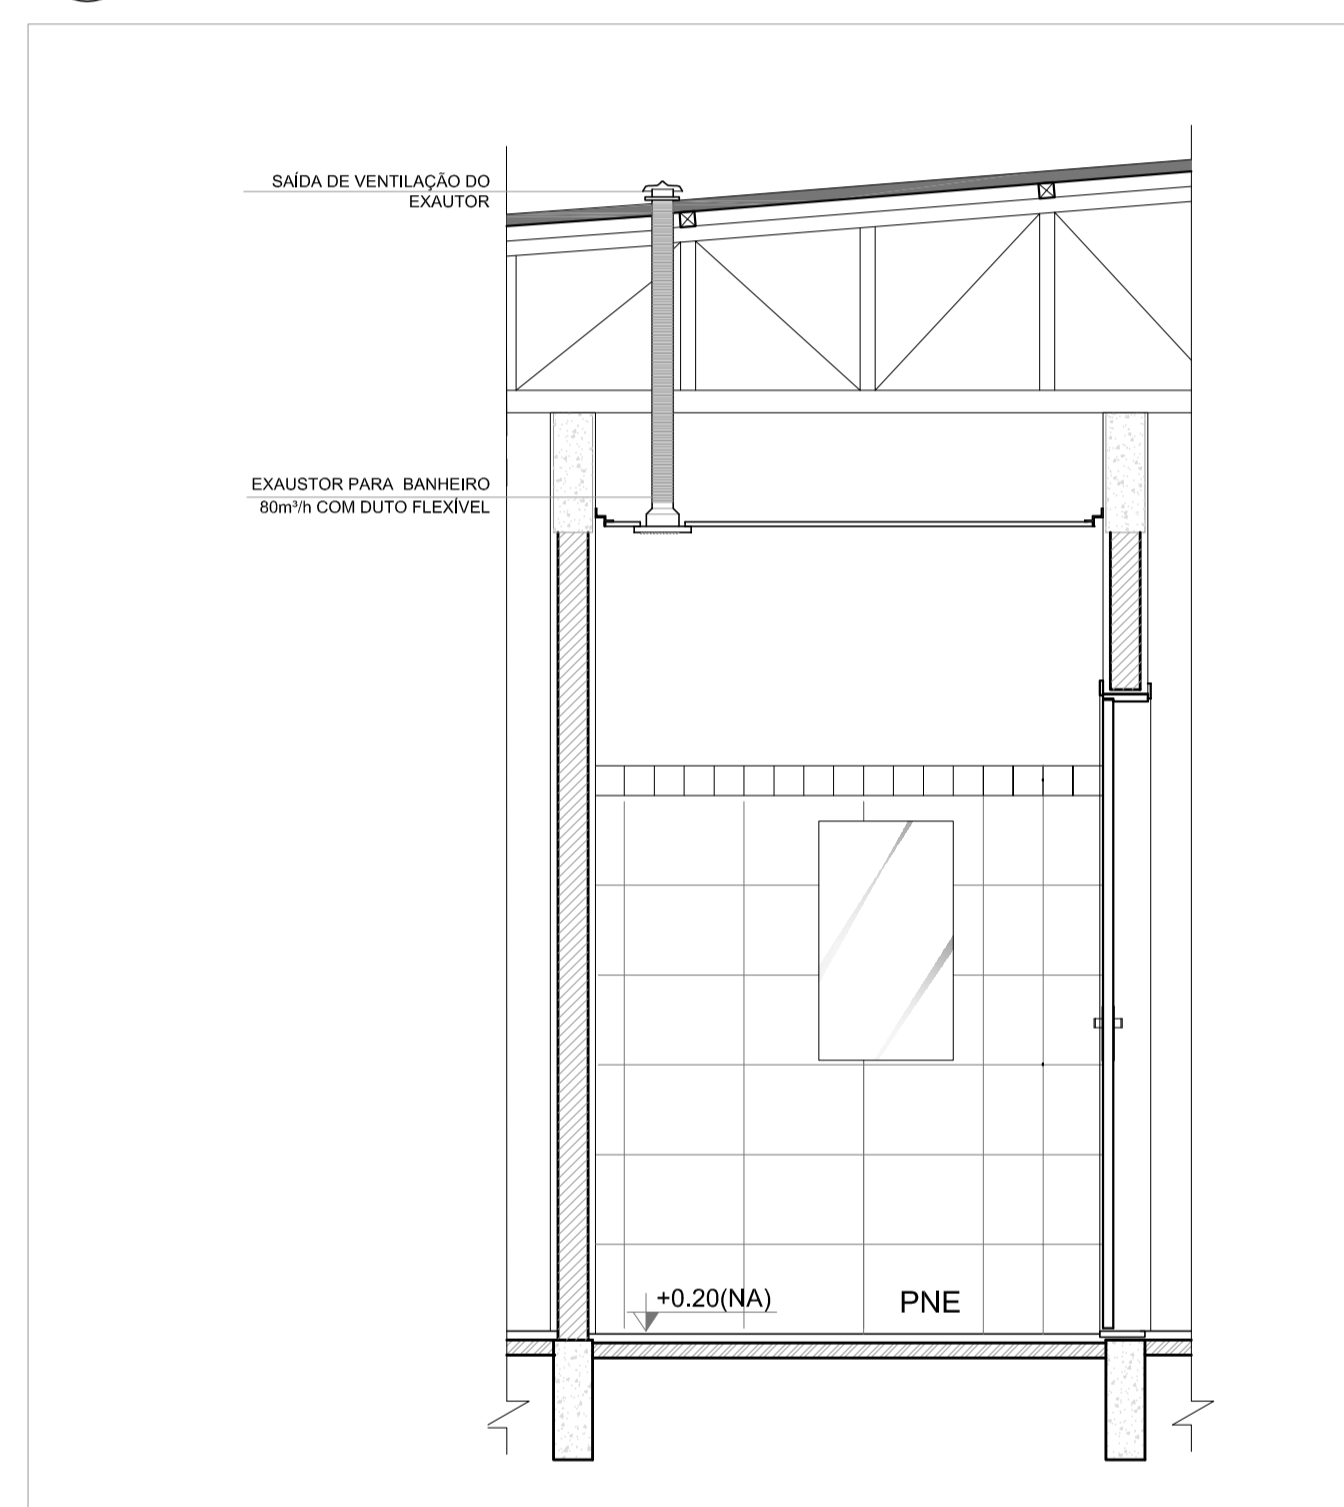 SAÍDA DE VENTILAÇÃO DO
EXAUTOR
EXAUSTOR PARA BANHEIRO
80m³/h COM DUTO FLEXÍVEL
+0.20(NA)
PNE